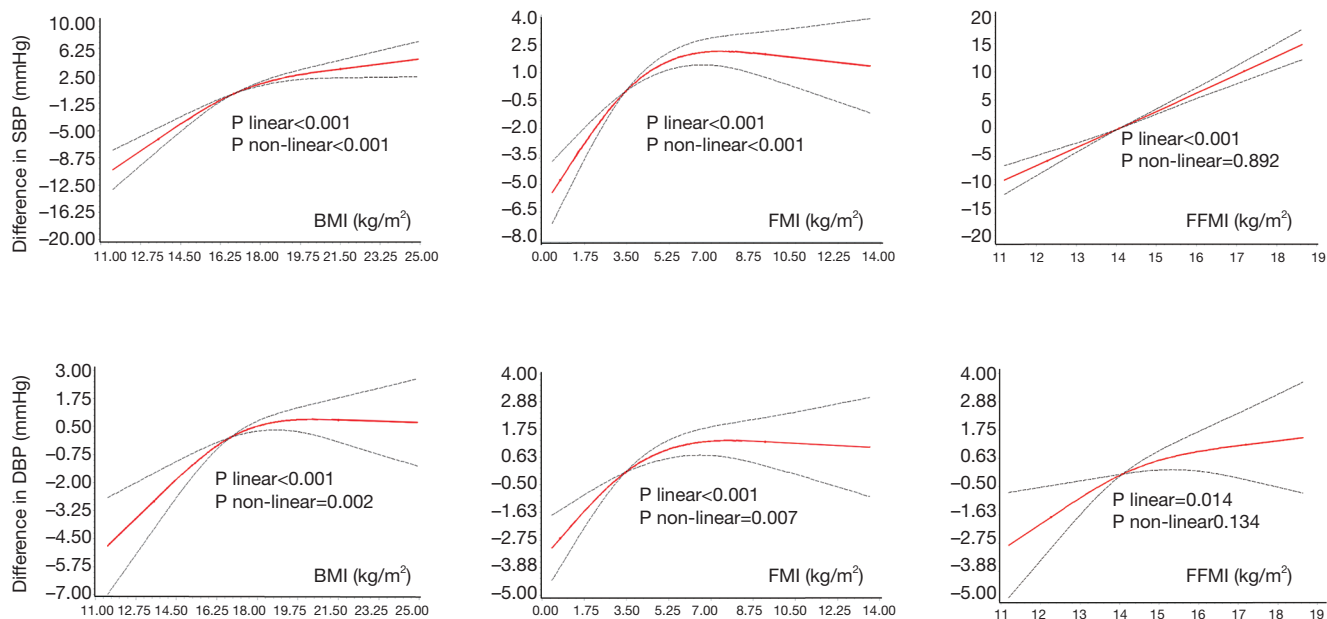 Difference in SBP (mmHg)
10.00
6.25
2.50
−1.25
−5.00
−8.75
−12.50
−16.25
−20.00
P linear<0.001
P non-linear<0.001
BMI (kg/m²)
11.00 12.75 14.50 16.25 18.00 19.75 21.50 23.25 25.00
4.0
2.5
1.0
−0.5
−2.0
−3.5
−5.0
−6.5
−8.0
P linear<0.001
P non-linear<0.001
FMI (kg/m²)
0.00 1.75 3.50 5.25 7.00 8.75 10.50 12.25 14.00
20
15
10
5
0
−5
−10
−15
−20
P linear<0.001
P non-linear=0.892
FFMI (kg/m²)
11 12 13 14 15 16 17 18 19
Difference in DBP (mmHg)
3.00
1.75
0.50
−0.75
−2.00
−3.25
−4.50
−5.75
−7.00
P linear<0.001
P non-linear=0.002
BMI (kg/m²)
11.00 12.75 14.50 16.25 18.00 19.75 21.50 23.25 25.00
4.00
2.88
1.75
0.63
−0.50
−1.63
−2.75
−3.88
−5.00
P linear<0.001
P non-linear=0.007
FMI (kg/m²)
0.00 1.75 3.50 5.25 7.00 8.75 10.50 12.25 14.00
4.00
2.88
1.75
0.63
−0.50
−1.63
−2.75
−3.88
−5.00
P linear=0.014
P non-linear0.134
FFMI (kg/m²)
11 12 13 14 15 16 17 18 19